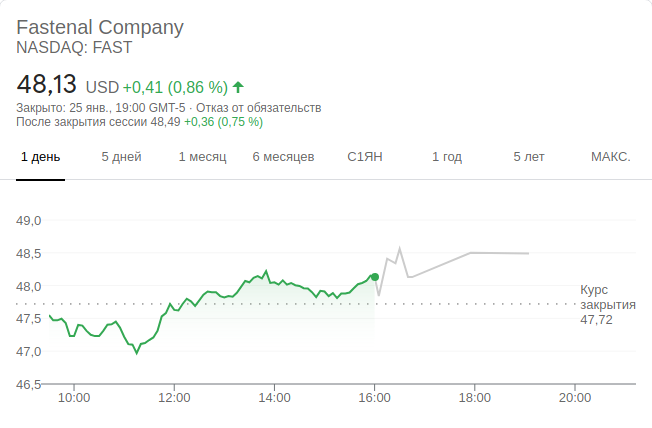 Fastenal Company
NASDAQ: FAST
48,13 USD +0,41 (0,86 %)
Закрыто: 25 янв., 19:00 GMT-5 · Отказ от обязательств
После закрытия сессии 48,49 +0,36 (0,75 %)
1 день 5 дней 1 месяц 6 месяцев С1ЯН 1 год 5 лет МАКС.
49,0
48,5
48,0
47,5
47,0
46,5
Курс
закрытия
47,72
10:00 12:00 14:00 16:00 18:00 20:00